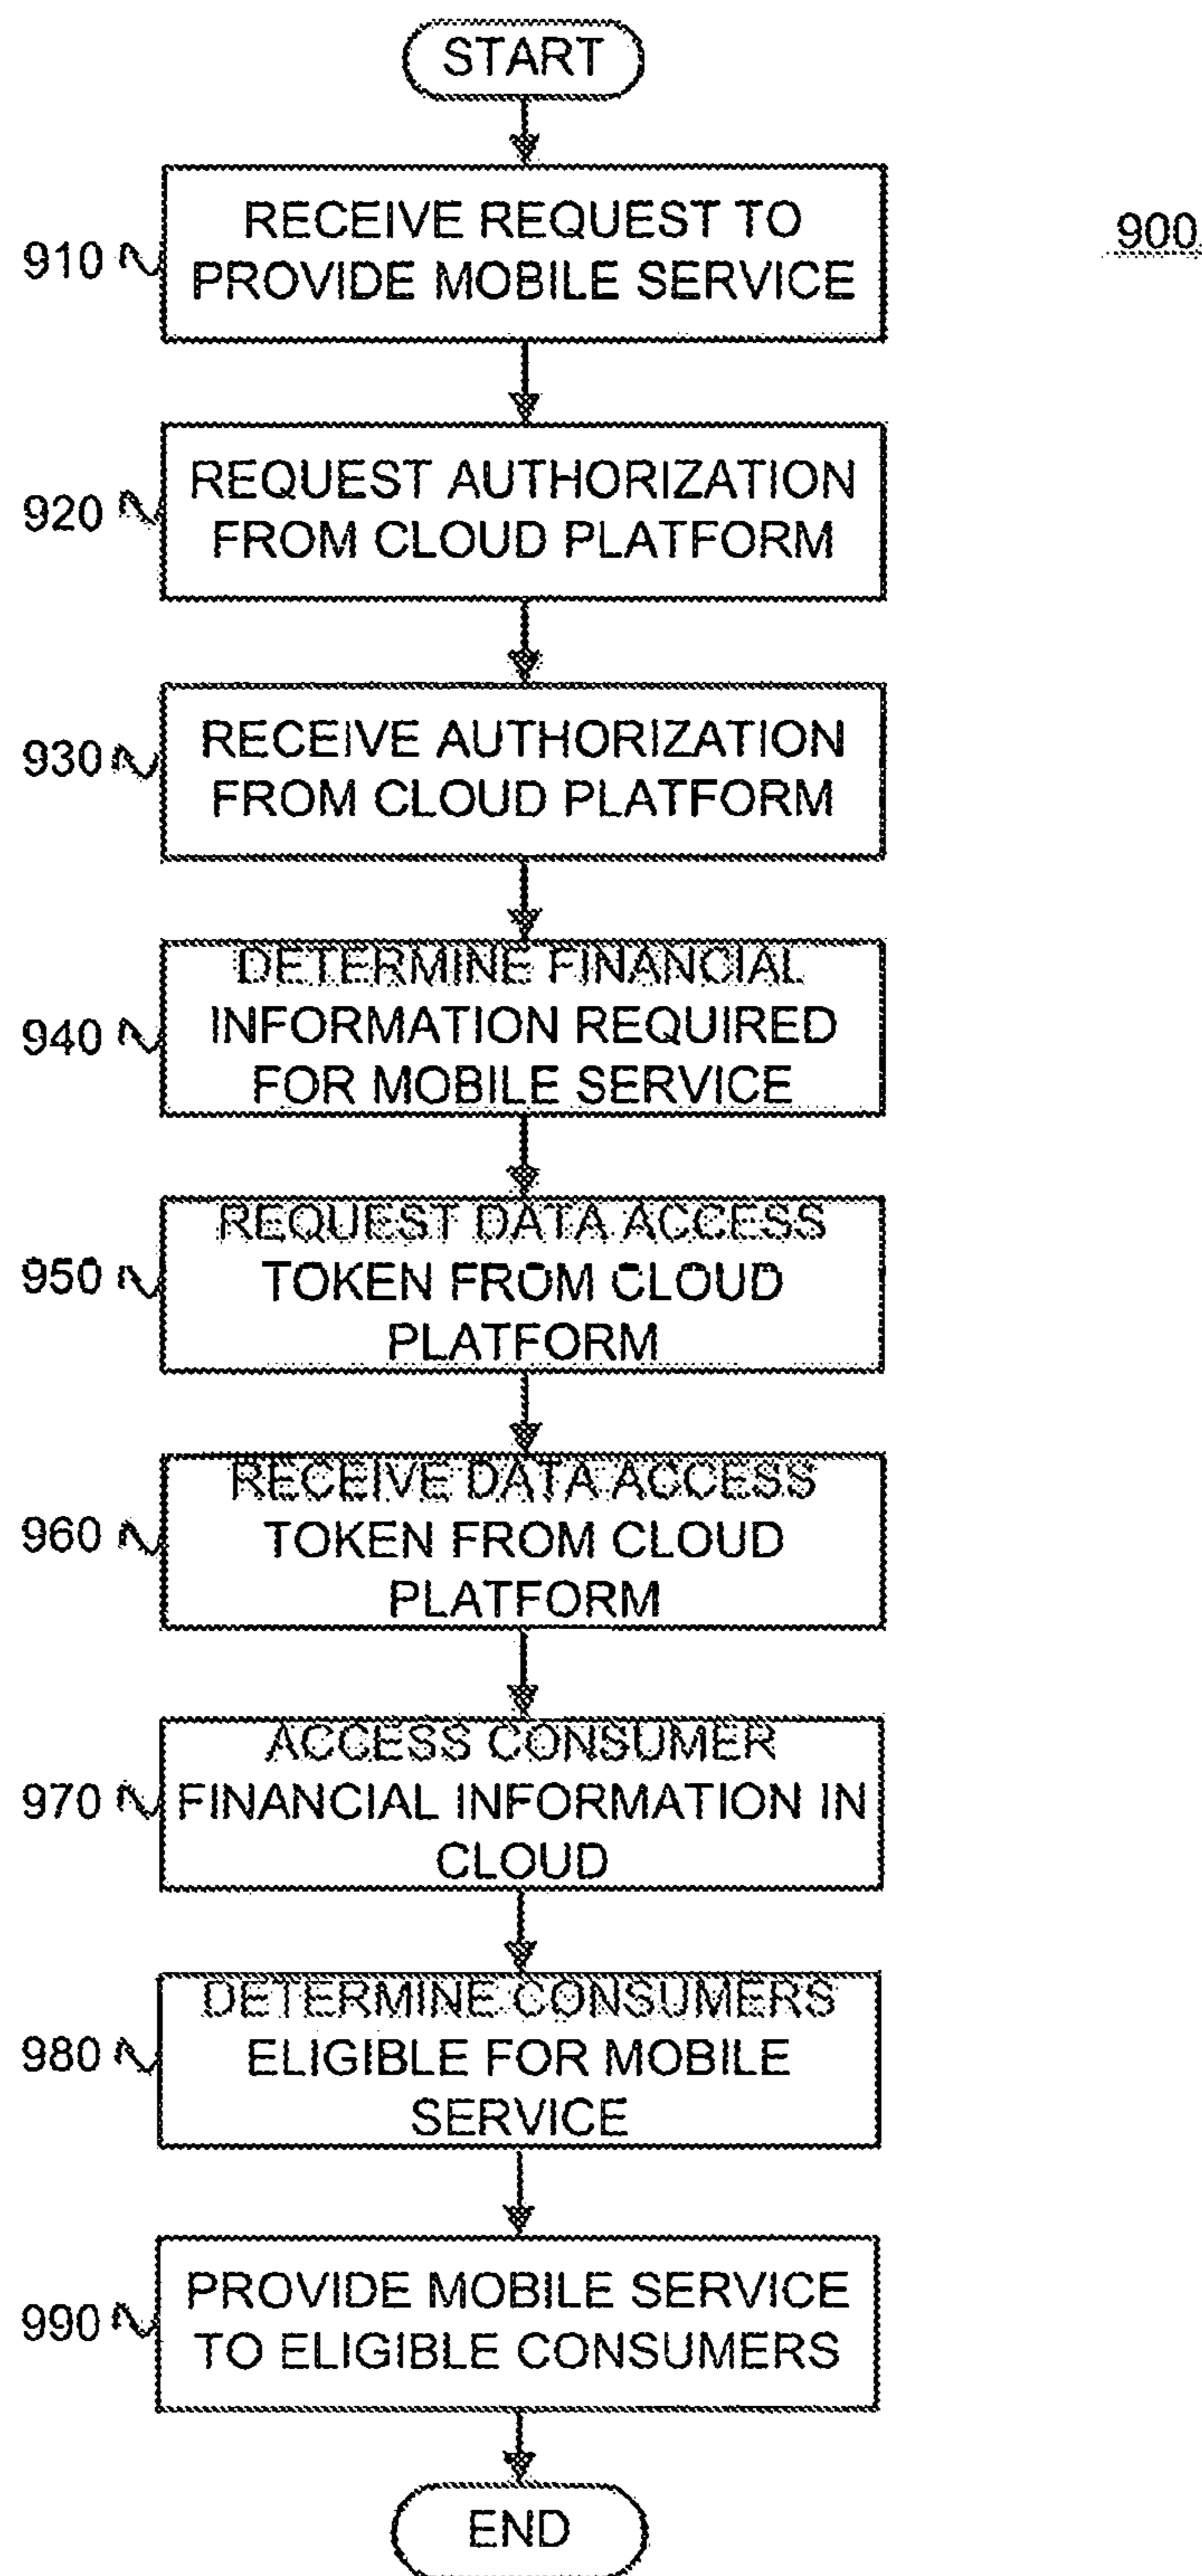 START
900
910
RECEIVE REQUEST TO
PROVIDE MOBILE SERVICE
920
REQUEST AUTHORIZATION
FROM CLOUD PLATFORM
930
RECEIVE AUTHORIZATION
FROM CLOUD PLATFORM
940
DETERMINE FINANCIAL
INFORMATION REQUIRED
FOR MOBILE SERVICE
950
REQUEST DATA ACCESS
TOKEN FROM CLOUD
PLATFORM
960
RECEIVE DATA ACCESS
TOKEN FROM CLOUD
PLATFORM
970
ACCESS CONSUMER
FINANCIAL INFORMATION IN
CLOUD
980
DETERMINE CONSUMERS
ELIGIBLE FOR MOBILE
SERVICE
990
PROVIDE MOBILE SERVICE
TO ELIGIBLE CONSUMERS
END